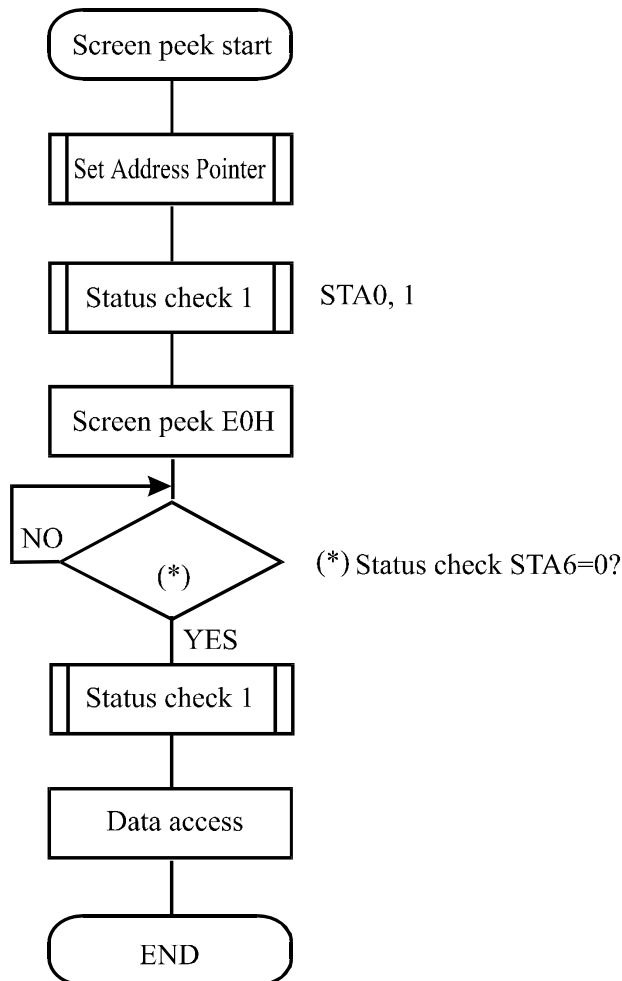 Screen peek start
Set Address Pointer
Status check 1
STA0, 1
Screen peek E0H
NO
(*)
(*) Status check STA6=0?
YES
Status check 1
Data access
END